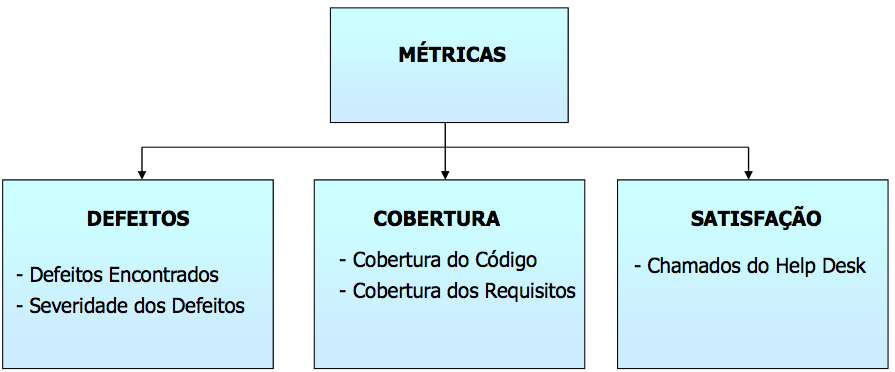 MÉTRICAS
DEFEITOS
- Defeitos Encontrados
- Severidade dos Defeitos
COBERTURA
- Cobertura do Código
- Cobertura dos Requisitos
SATISFAÇÃO
- Chamados do Help Desk